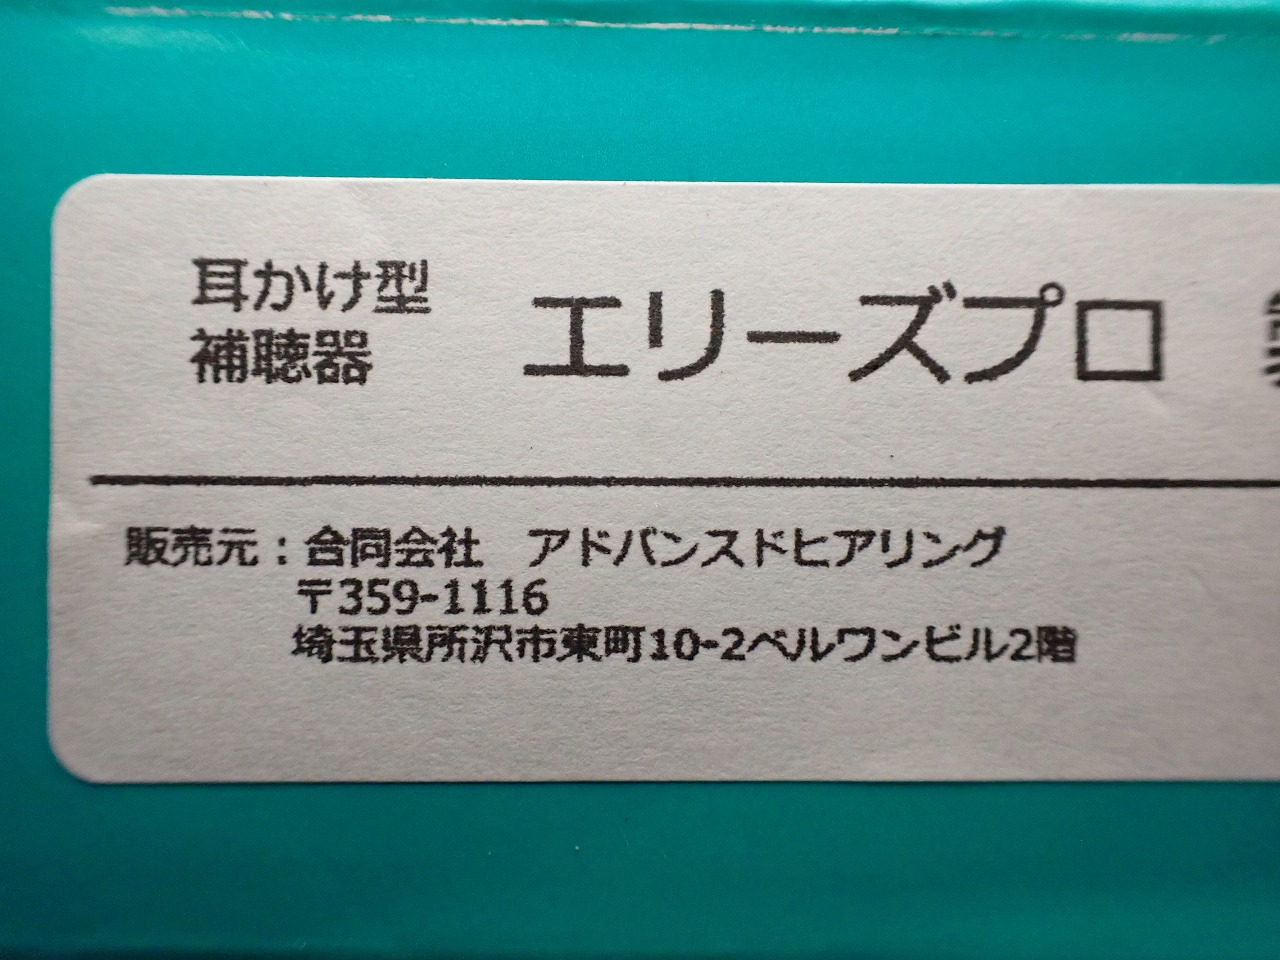 耳かけ型
補聴器
エリーズプロ
販売元：合同会社　アドバンスドヒアリング
〒359-1116
埼玉県所沢市東町10-2ベルワンビル2階